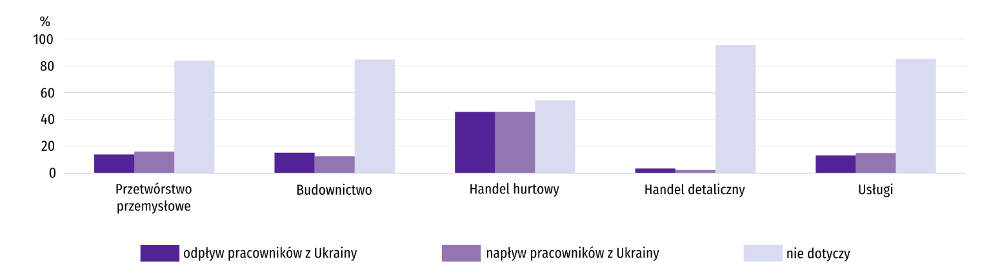 %
100
80
60
40
20
0
Przetwórstwo
przemysłowe
Budownictwo
Handel hurtowy
Handel detaliczny
Usługi
odpływ pracowników z Ukrainy
napływ pracowników z Ukrainy
nie dotyczy